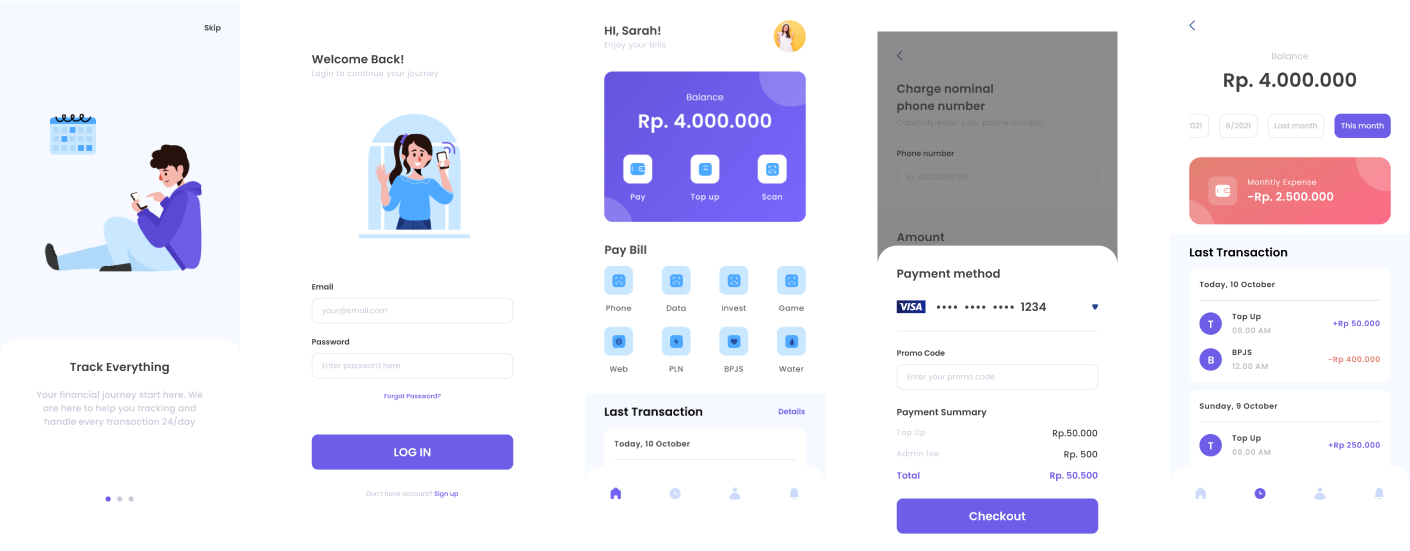 Skip
Track Everything
Your financial journey start here. We
are here to help you tracking and
handle every transaction 24/day
Welcome Back!
Login to continue your journey
Email
your@email.com
Password
Enter password here
Forgot Password?
LOG IN
Don't have account? Sign up
HI, Sarah!
Enjoy your bills
Balance
Rp. 4.000.000
Pay
Top up
Scan
Pay Bill
Phone
Data
Invest
Game
Web
PLN
BPJS
Water
Last Transaction
Details
Today, 10 October
Charge nominal
phone number
Carefully enter your phone number
Phone number
Amount
Payment method
VISA •••• •••• •••• 1234
Promo Code
Enter your promo code
Payment Summary
Top Up Rp.50.000
Admin fee Rp. 500
Total Rp. 50.500
Checkout
Balance
Rp. 4.000.000
6/2021
Last month
This month
Monhtly Expense
-Rp. 2.500.000
Last Transaction
Today, 10 October
T
Top Up
08.00 AM
+Rp 50.000
B
BPJS
12.00 AM
-Rp 400.000
Sunday, 9 October
T
Top Up
08.00 AM
+Rp 250.000